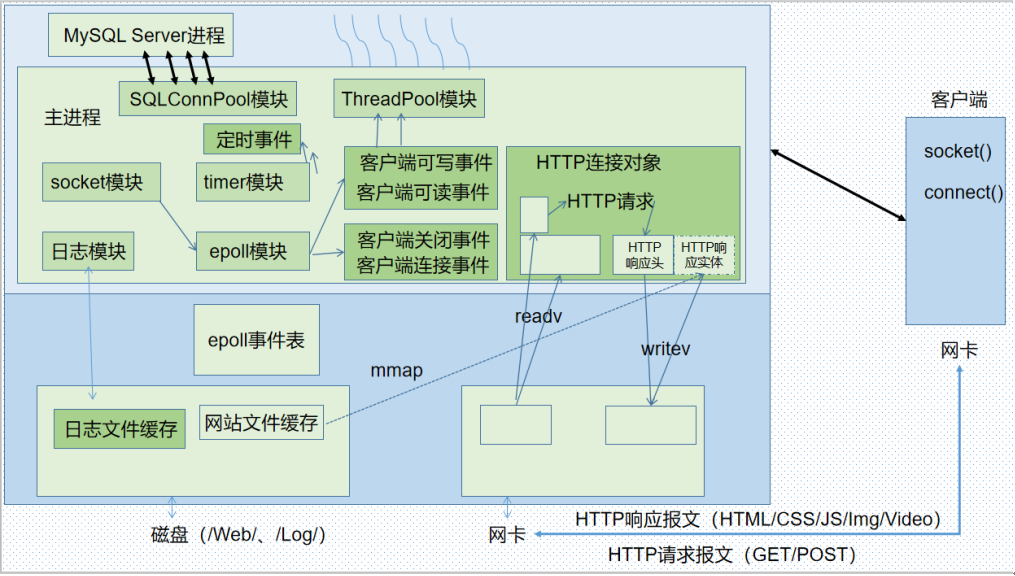 MySQL Server进程
SQLConnPool模块
ThreadPool模块
主进程
定时事件
socket模块
timer模块
日志模块
epoll模块
客户端可写事件
客户端可读事件
客户端关闭事件
客户端连接事件
HTTP连接对象
HTTP请求
HTTP
响应头
HTTP响
应实体
客户端
socket()
connect()
网卡
epoll事件表
readv
writev
mmap
日志文件缓存
网站文件缓存
磁盘（/Web/、/Log/）
网卡
HTTP响应报文（HTML/CSS/JS/Img/Video）
HTTP请求报文（GET/POST）